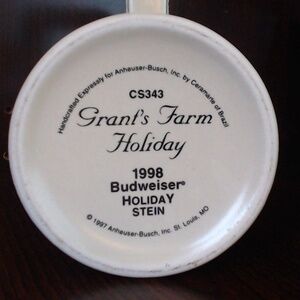 Handcrafted Expressly for Anheuser-Busch, Inc. by Ceramarte of Brazil
CS343
Grant's Farm
Holiday
1998
Budweiser®
HOLIDAY
STEIN
© 1997 Anheuser-Busch, Inc. St. Louis, MO